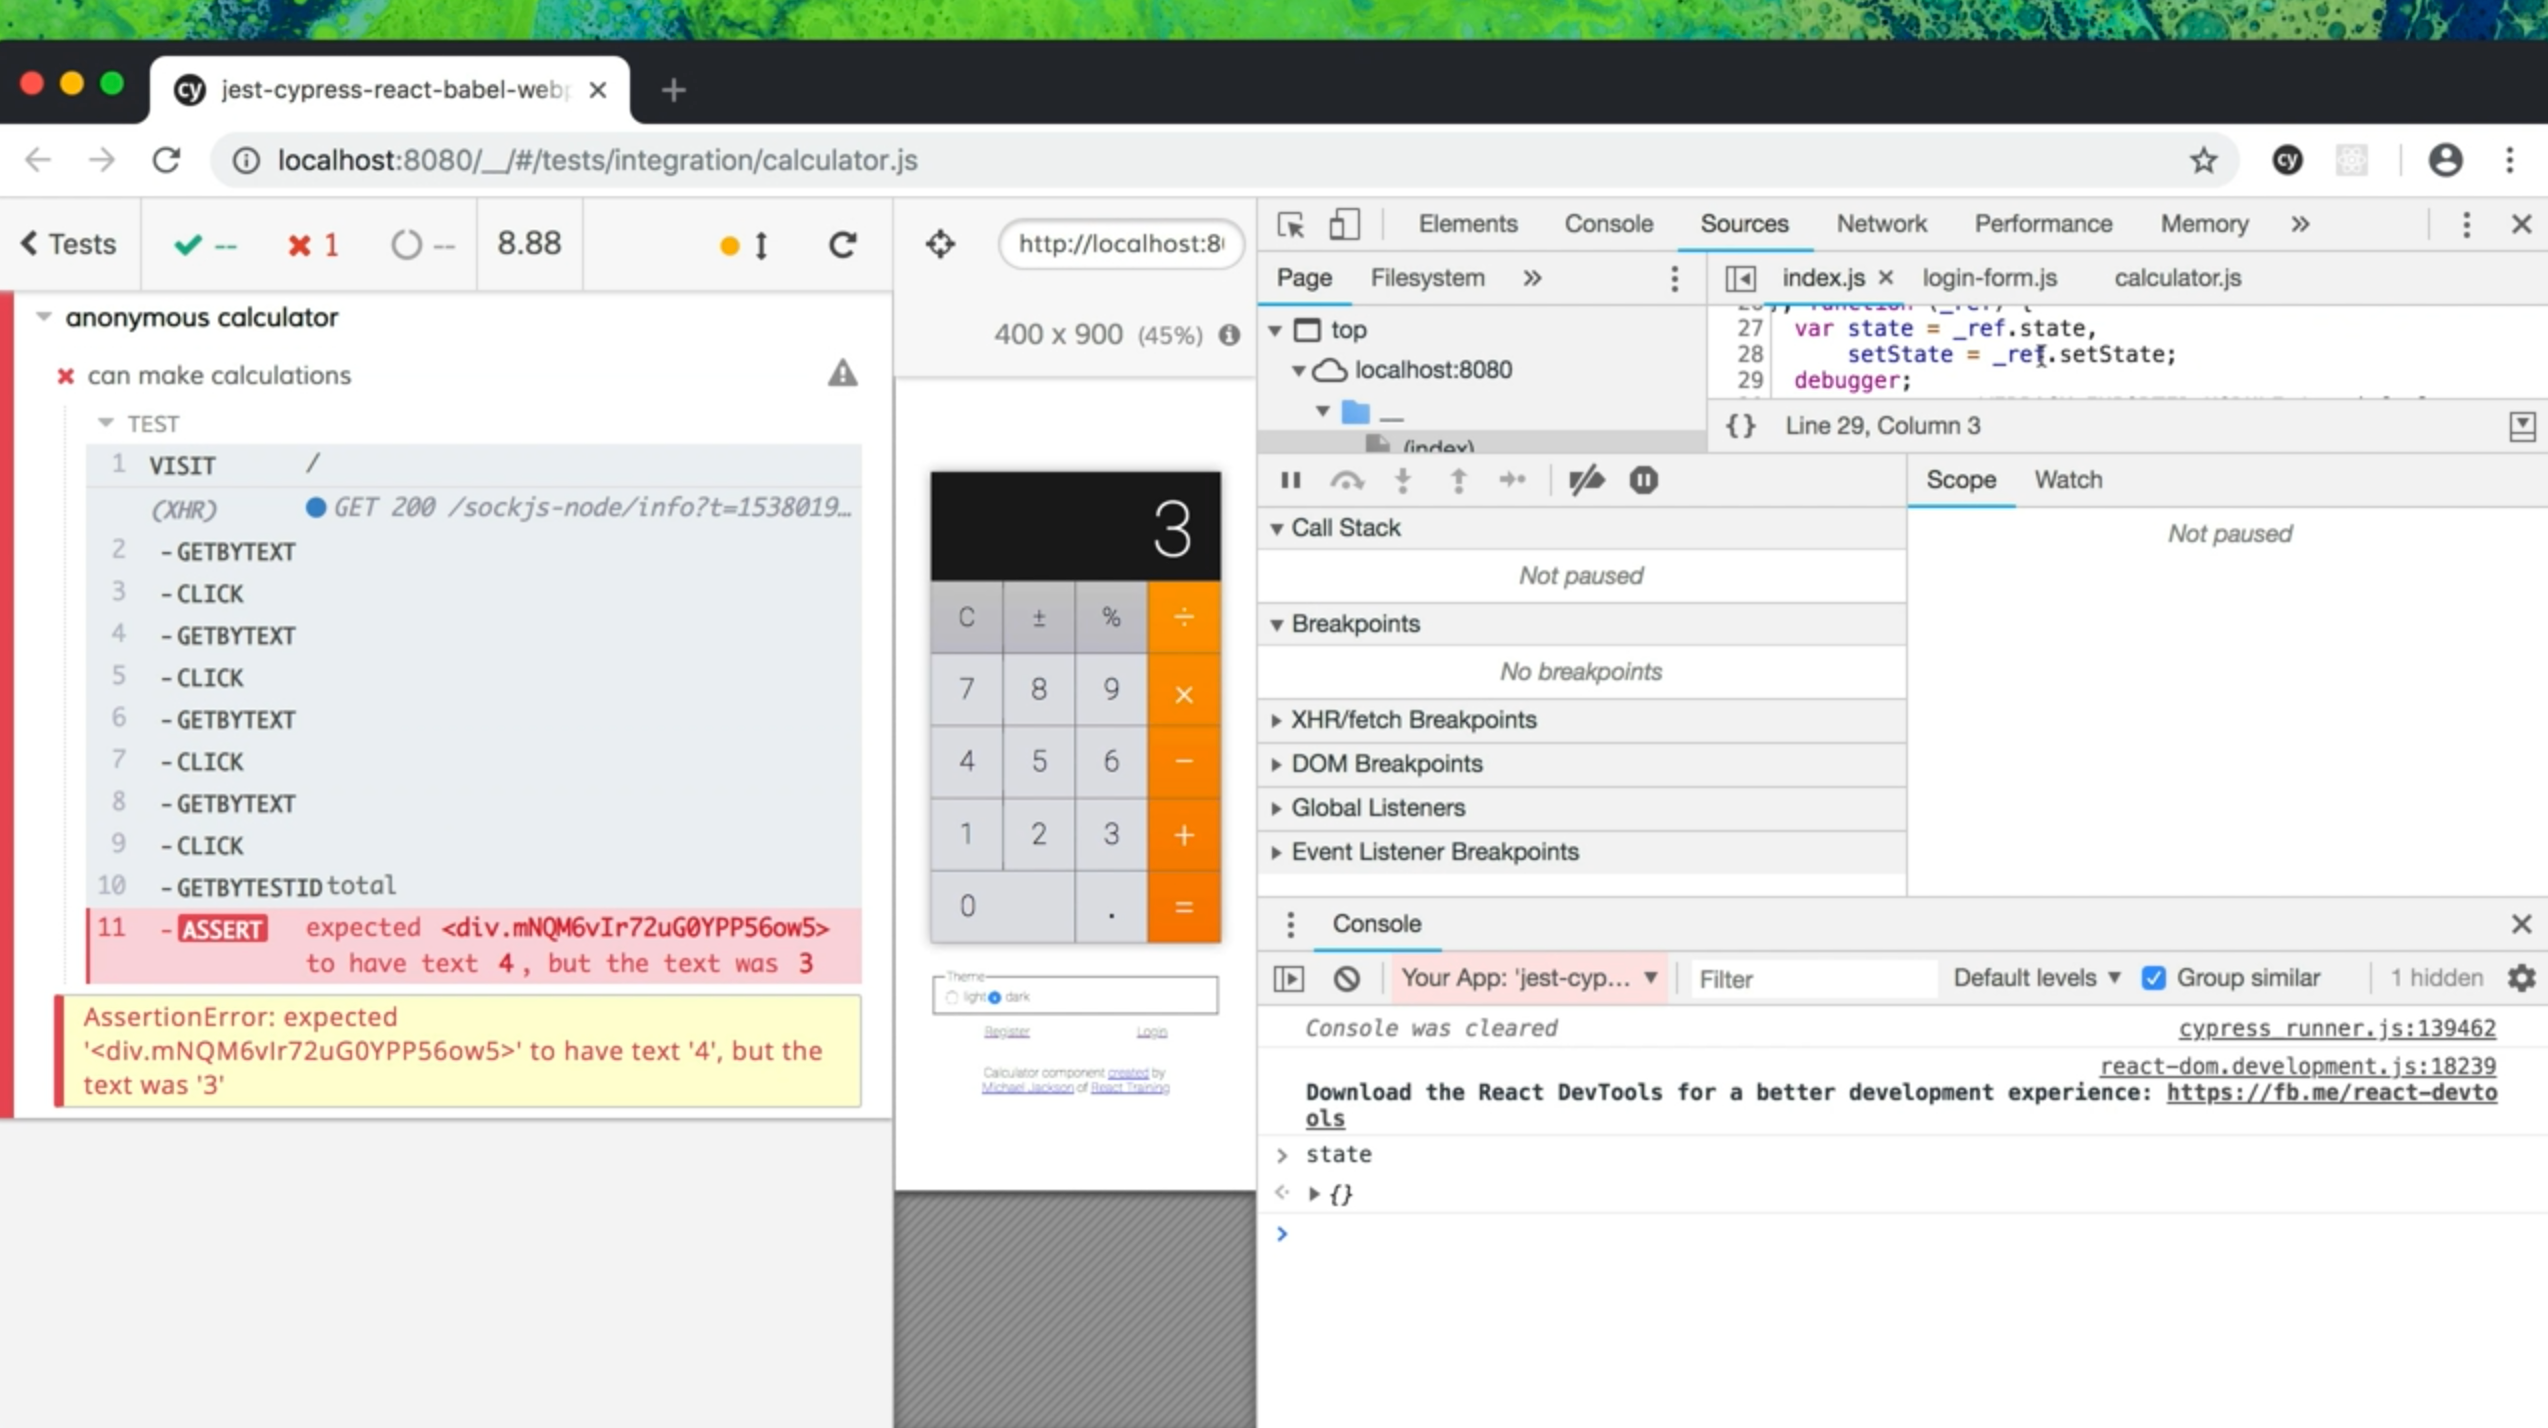 cy jest-cypress-react-babel-webp
localhost:8080/__/#/tests/integration/calculator.js
cy
Tests -- 1 -- 8.88
anonymous calculator
can make calculations
TEST
1 VISIT /
(XHR) GET 200 /sockjs-node/info?t=1538019…
2 -GETBYTEXT
3 -CLICK
4 -GETBYTEXT
5 -CLICK
6 -GETBYTEXT
7 -CLICK
8 -GETBYTEXT
9 -CLICK
10 -GETBYTESTID total
11 -ASSERT expected <div.mNQM6vIr72uG0YPP56ow5>
to have text 4, but the text was 3
AssertionError: expected
'<div.mNQM6vIr72uG0YPP56ow5>' to have text '4', but the
text was '3'
http://localhost:8
400 x 900 (45%)
3
C ± % ÷
7 8 9 ×
4 5 6 −
1 2 3 +
0 . =
Theme
light dark
Register Login
Calculator component created by
Michael Jackson of React Training
Elements Console Sources Network Performance Memory »
Page Filesystem »
top
localhost:8080
__
(index)
index.js login-form.js calculator.js
27 var state = _ref.state,
28 setState = _ref.setState;
29 debugger;
{} Line 29, Column 3
Call Stack
Not paused
Breakpoints
No breakpoints
XHR/fetch Breakpoints
DOM Breakpoints
Global Listeners
Event Listener Breakpoints
Scope Watch
Not paused
Console
Your App: 'jest-cyp… Filter Default levels Group similar 1 hidden
Console was cleared cypress_runner.js:139462
react-dom.development.js:18239
Download the React DevTools for a better development experience: https://fb.me/react-devto
ols
> state
{}
>